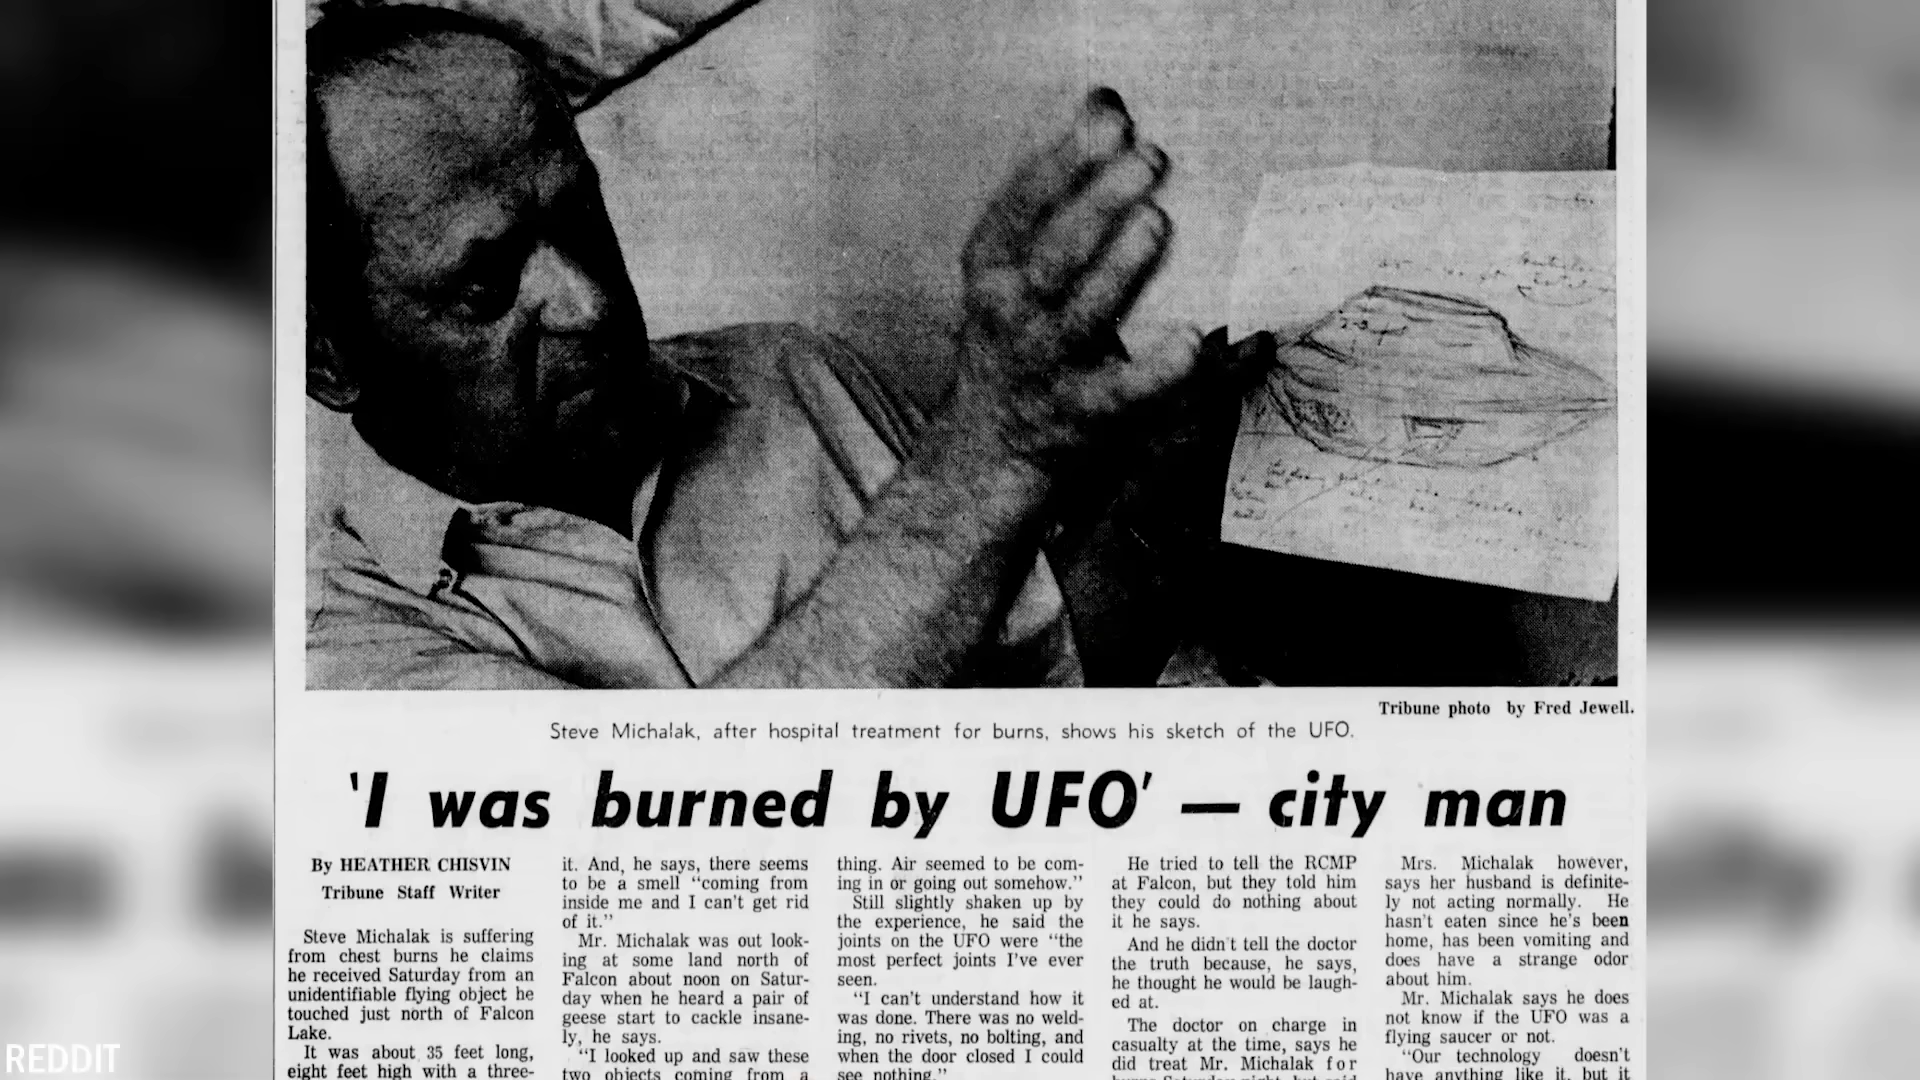 Tribune photo by Fred Jewell.
Steve Michalak, after hospital treatment for burns, shows his sketch of the UFO.
'I was burned by UFO' — city man
By HEATHER CHISVIN
Tribune Staff Writer
Steve Michalak is suffering
from chest burns he claims
he received Saturday from an
unidentifiable flying object he
touched just north of Falcon
Lake.
It was about 35 feet long,
eight feet high with a three-
it. And, he says, there seems
to be a smell "coming from
inside me and I can't get rid
of it."
Mr. Michalak was out look-
ing at some land north of
Falcon about noon on Satur-
day when he heard a pair of
geese start to cackle insane-
ly, he says.
"I looked up and saw these
two objects coming from a
thing. Air seemed to be com-
ing in or going out somehow."
Still slightly shaken up by
the experience, he said the
joints on the UFO were "the
most perfect joints I've ever
seen.
"I can't understand how it
was done. There was no weld-
ing, no rivets, no bolting, and
when the door closed I could
see nothing."
He tried to tell the RCMP
at Falcon, but they told him
they could do nothing about
it he says.
And he didn't tell the doctor
the truth because, he says,
he thought he would be laugh-
ed at.
The doctor on charge in
casualty at the time, says he
did treat Mr. Michalak for
burns Saturday night, but said
Mrs. Michalak however,
says her husband is definite-
ly not acting normally. He
hasn't eaten since he's been
home, has been vomiting and
does have a strange odor
about him.
Mr. Michalak says he does
not know if the UFO was a
flying saucer or not.
"Our technology doesn't
have anything like it, but it
REDDIT